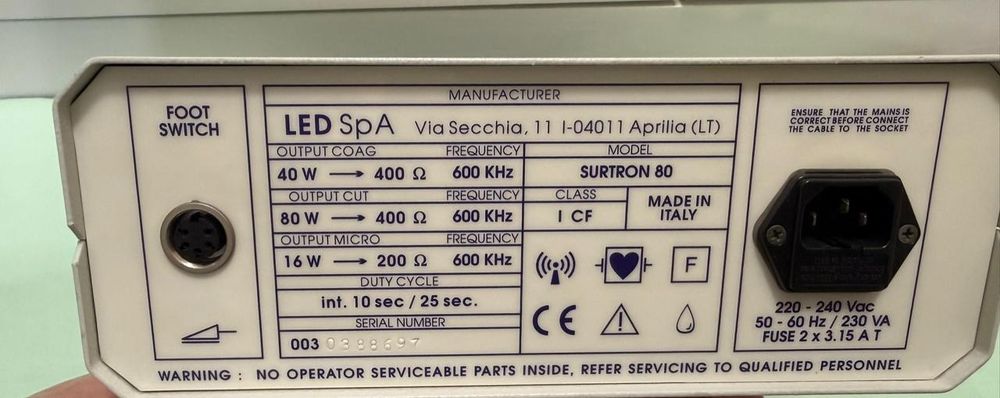 FOOT
SWITCH
MANUFACTURER
LED SpA Via Secchia, 11 I-04011 Aprilia (LT)
OUTPUT COAG FREQUENCY
40 W → 400 Ω 600 KHz
OUTPUT CUT FREQUENCY
80 W → 400 Ω 600 KHz
OUTPUT MICRO FREQUENCY
16 W → 200 Ω 600 KHz
DUTY CYCLE
int. 10 sec / 25 sec.
SERIAL NUMBER
003 0388697
MODEL
SURTRON 80
CLASS
I CF
MADE IN
ITALY
F
CE
ENSURE THAT THE MAINS IS
CORRECT BEFORE CONNECT
THE CABLE TO THE SOCKET
220 - 240 Vac
50 - 60 Hz / 230 VA
FUSE 2 x 3.15 A T
WARNING : NO OPERATOR SERVICEABLE PARTS INSIDE, REFER SERVICING TO QUALIFIED PERSONNEL